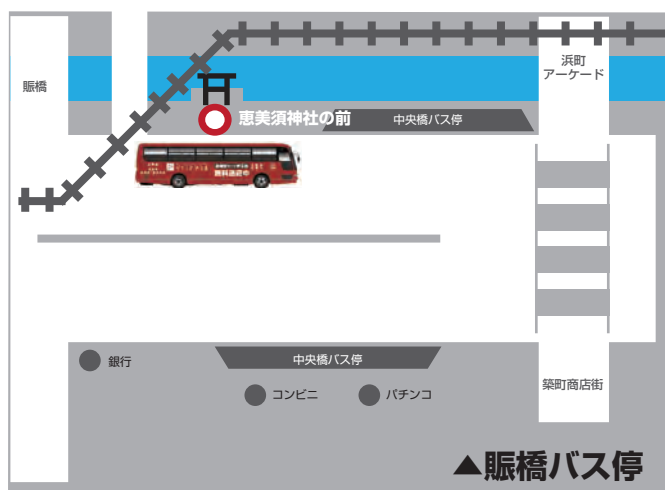 賑橋
浜町
アーケード
恵美須神社の前
中央橋バス停
無料送迎中
銀行
中央橋バス停
コンビニ
パチンコ
築町商店街
▲賑橋バス停